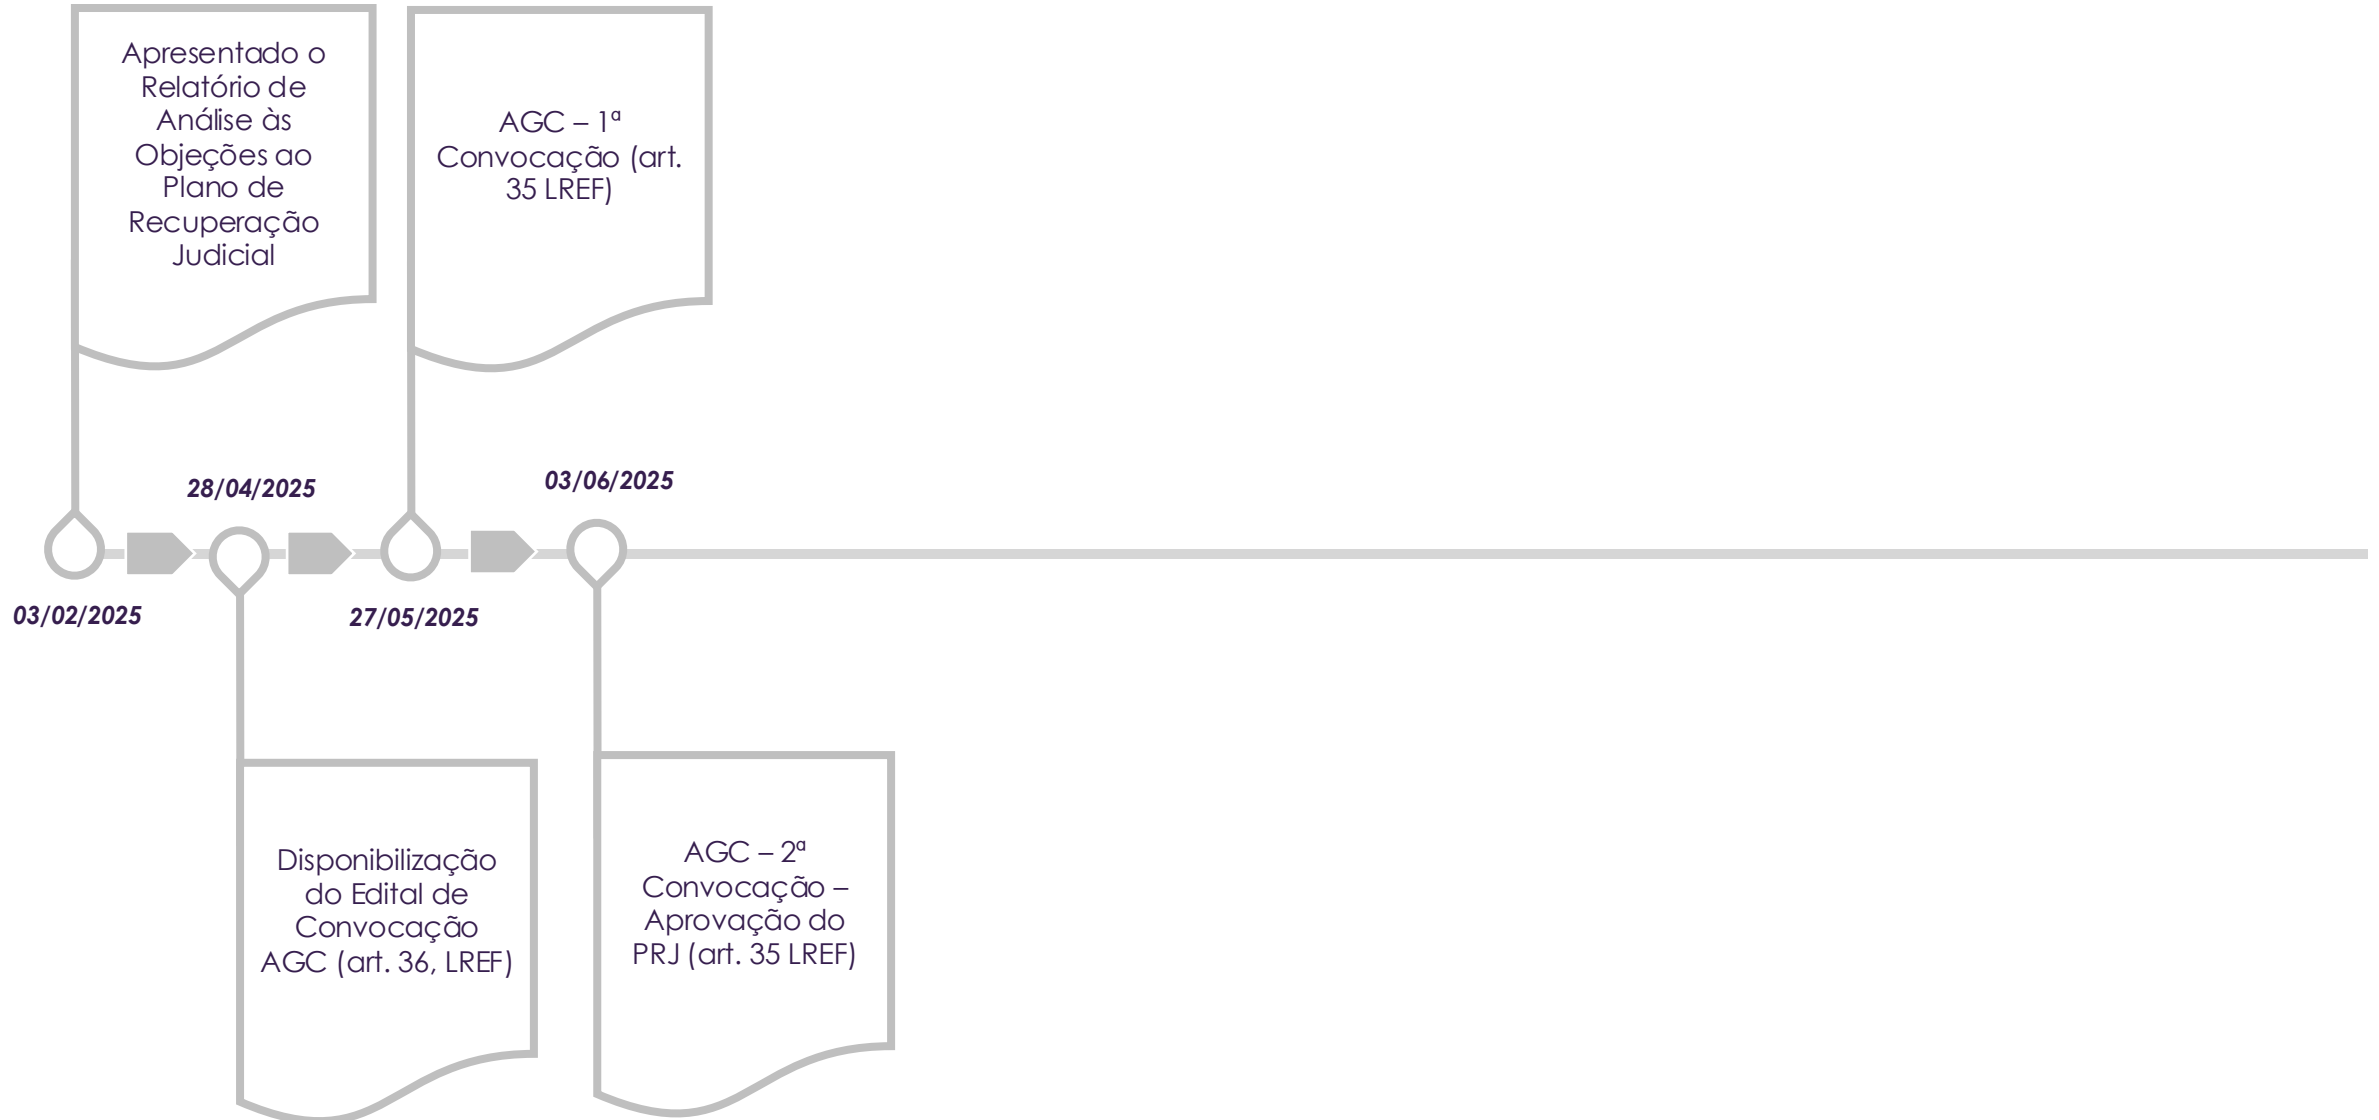 Apresentado o
Relatório de
Análise às
Objeções ao
Plano de
Recuperação
Judicial
03/02/2025
28/04/2025
Disponibilização
do Edital de
Convocação
AGC (art. 36, LREF)
AGC – 1ª
Convocação (art.
35 LREF)
27/05/2025
03/06/2025
AGC – 2ª
Convocação –
Aprovação do
PRJ (art. 35 LREF)